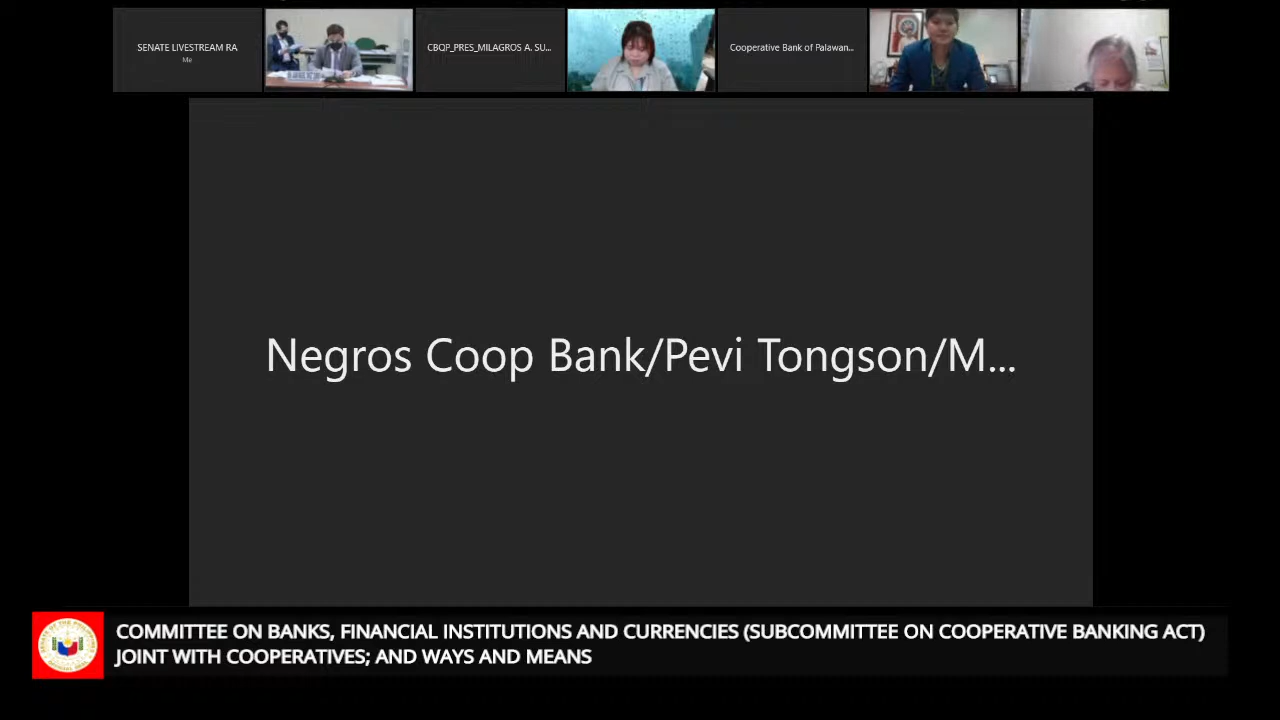 SENATE LIVESTREAM RA
Me
CBQP_PRES_MILAGROS A. SU...
Cooperative Bank of Palawan...
Negros Coop Bank/Pevi Tongson/M...
COMMITTEE ON BANKS, FINANCIAL INSTITUTIONS AND CURRENCIES (SUBCOMMITTEE ON COOPERATIVE BANKING ACT)
JOINT WITH COOPERATIVES; AND WAYS AND MEANS